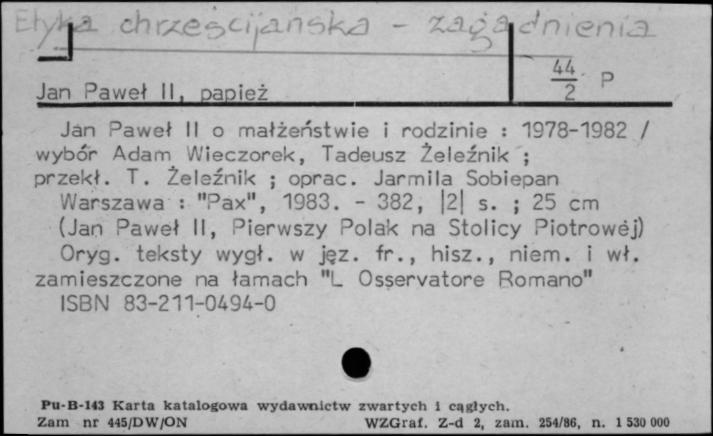 Etyka chrześcijańska - zagadnienia
44
2 P
Jan Paweł II, papież
Jan Paweł II o małżeństwie i rodzinie : 1978-1982 /
wybór Adam Wieczorek, Tadeusz Żeleźnik ;
przekł. T. Żeleźnik ; oprac. Jarmila Sobiepan
Warszawa : "Pax", 1983. - 382, |2| s. ; 25 cm
(Jan Paweł II, Pierwszy Polak na Stolicy Piotrowej)
Oryg. teksty wygł. w jęz. fr., hisz., niem. i wł.
zamieszczone na łamach "L Osservatore Romano"
ISBN 83-211-0494-0
Pu-B-143 Karta katalogowa wydawnictw zwartych i ciągłych.
Zam nr 445/DW/ON WZGraf. Z-d 2, zam. 254/86, n. 1 530 000